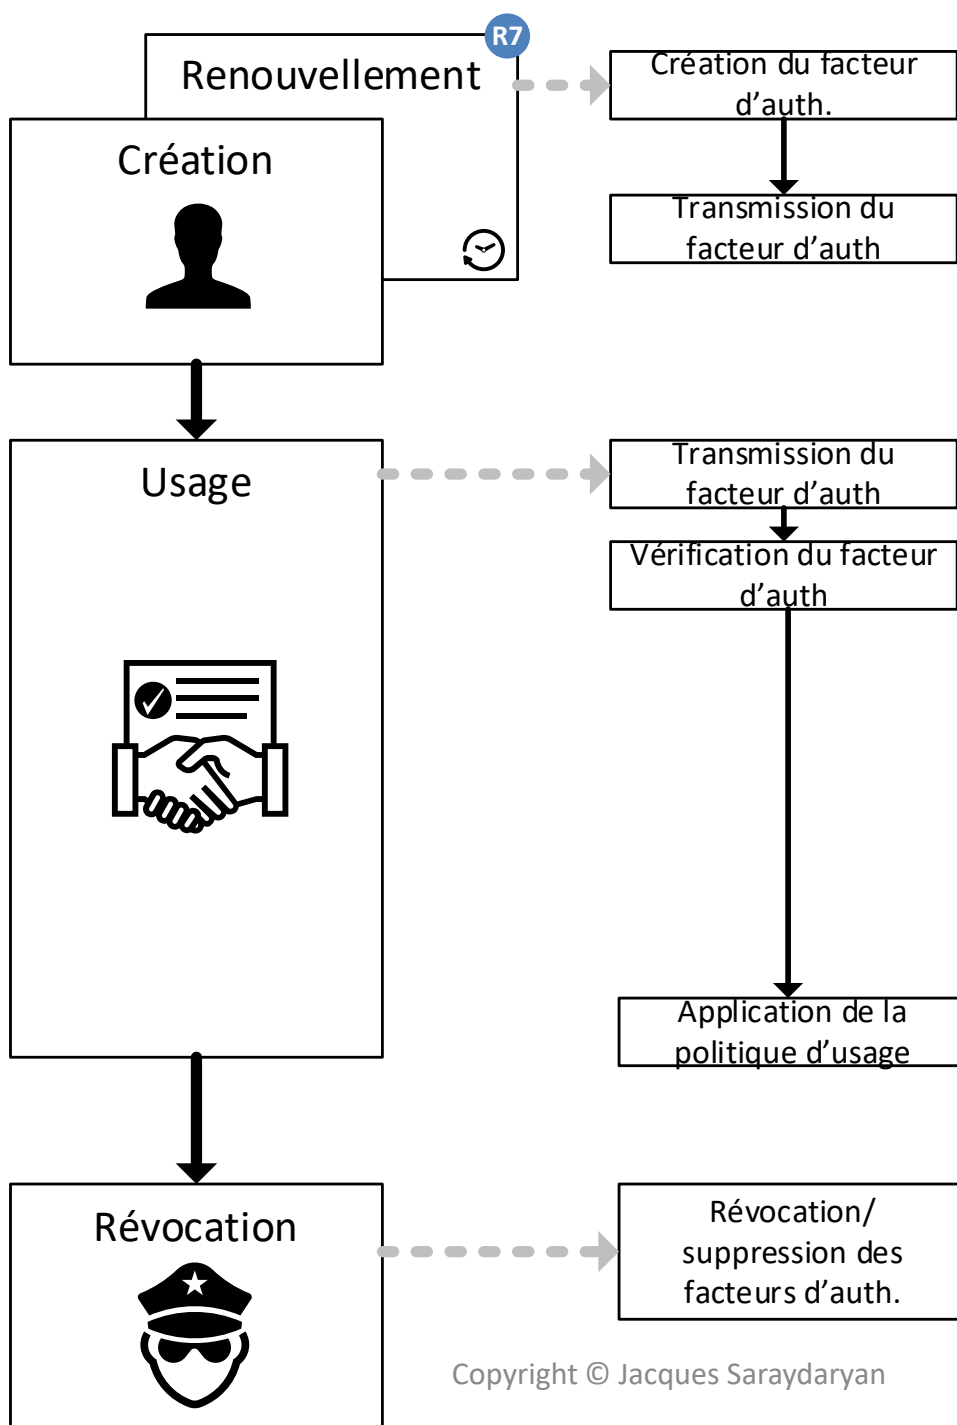 R7
Renouvellement
Création
Création du facteur
d’auth.
Transmission du
facteur d’auth
Usage
Transmission du
facteur d’auth
Vérification du facteur
d’auth
Application de la
politique d’usage
Révocation
Révocation/
suppression des
facteurs d’auth.
Copyright © Jacques Saraydaryan